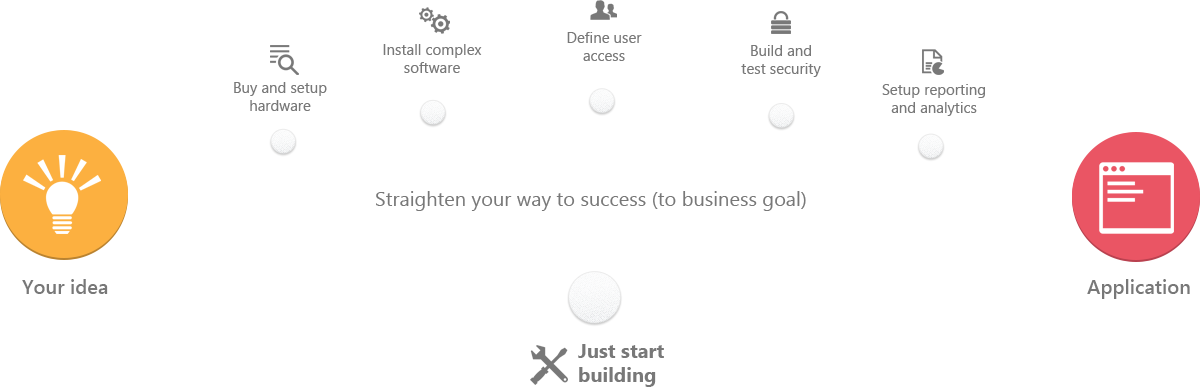 Buy and setup
hardware
Install complex
software
Define user
access
Build and
test security
Setup reporting
and analytics
Straighten your way to success (to business goal)
Your idea
Application
Just start
building